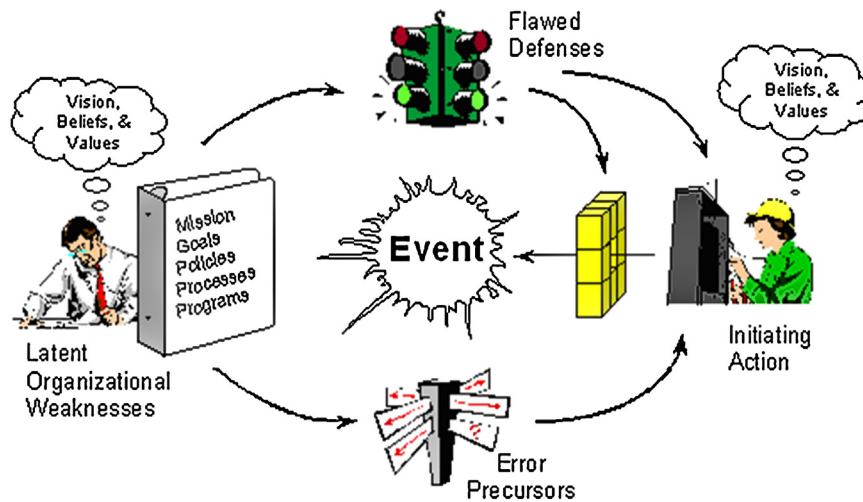 Flawed
Defenses
Vision,
Beliefs, &
Values
Vision,
Beliefs, &
Values
Mission
Goals
Policies
Processes
Programs
Event
Latent
Organizational
Weaknesses
Initiating
Action
?
Error
Precursors